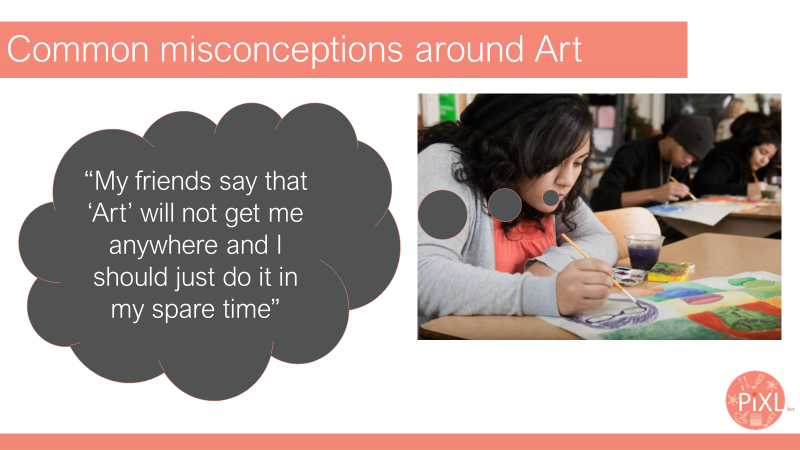 Common misconceptions around Art
“My friends say that
‘Art’ will not get me
anywhere and I
should just do it in
my spare time”
PiXL
Art